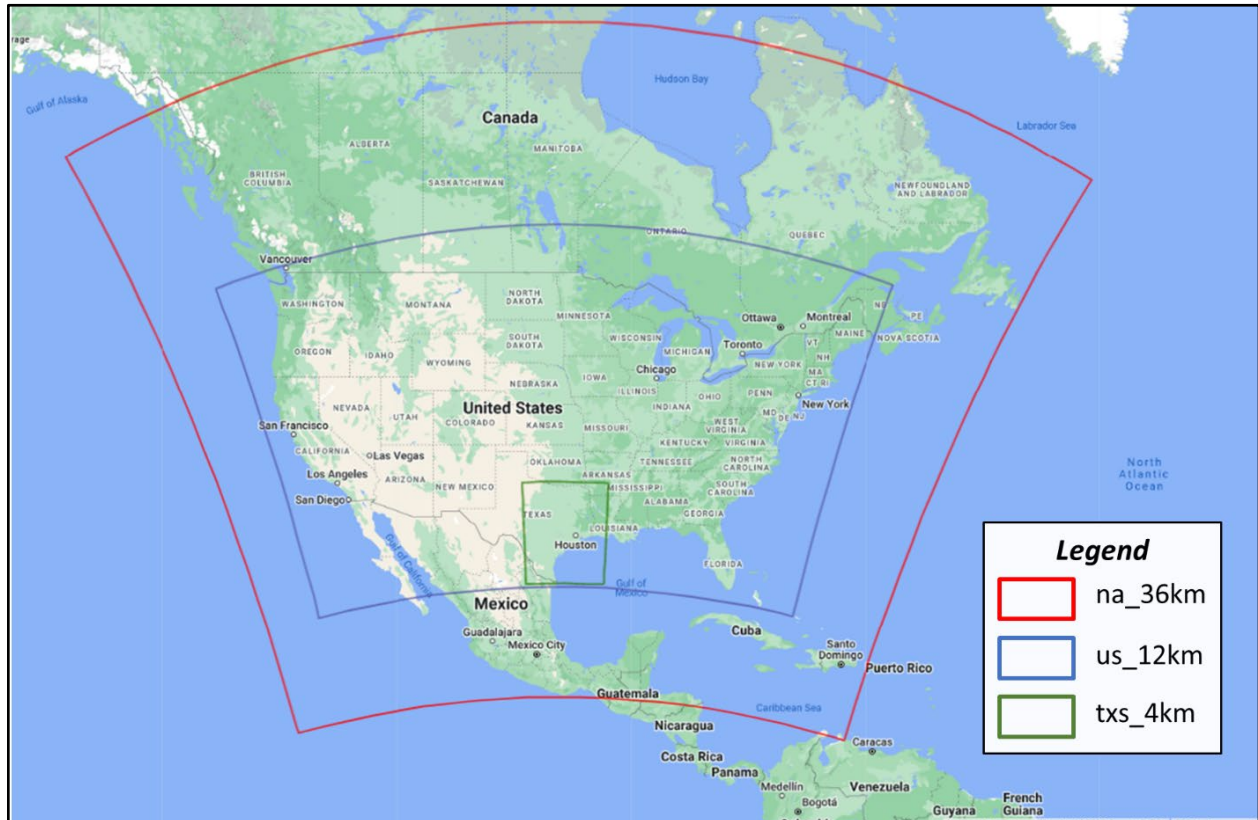 rage
Gulf of Alaska
Hudson Bay
Labrador Sea
Canada
ALBERTA
MANITOBA
BRITISH
COLUMBIA
SASKATCHEWAN
NEWFOUNDLAND
AND LABRADOR
ONTARIO
QUEBEC
Vancouver
WASHINGTON
MONTANA
NORTH
DAKOTA
MINNESOTA
Ottawa
Montreal
NB
PE
NOVA SCOTIA
MAINE
OREGON
IDAHO
SOUTH
DAKOTA
WISCONSIN
MICHIGAN
Toronto
VT
NH
NEW YORK
MA
CT RI
WYOMING
Chicago
NEBRASKA
IOWA
ILLINOIS
INDIANA
OHIO
PENN
New York
NEVADA
UTAH
COLORADO
United States
KANSAS
MISSOURI
WEST
VIRGINIA
MD
DE
NJ
San Francisco
CALIFORNIA
Las Vegas
KENTUCKY
VIRGINIA
Los Angeles
ARIZONA
NEW MEXICO
OKLAHOMA
ARKANSAS
TENNESSEE
NORTH
CAROLINA
San Diego
MISSISSIPPI
ALABAMA
SOUTH
CAROLINA
GEORGIA
TEXAS
LOUISIANA
Houston
FLORIDA
Gulf of California
Gulf of
Mexico
Mexico
Guadalajara
Mexico City
Cuba
Santo
Domingo
Puerto Rico
Guatemala
Caribbean Sea
Nicaragua
Costa Rica
Panama
Caracas
Medellín
Venezuela
Bogotá
Guyana
French
Guiana
North
Atlantic
Ocean
Legend
na_36km
us_12km
txs_4km